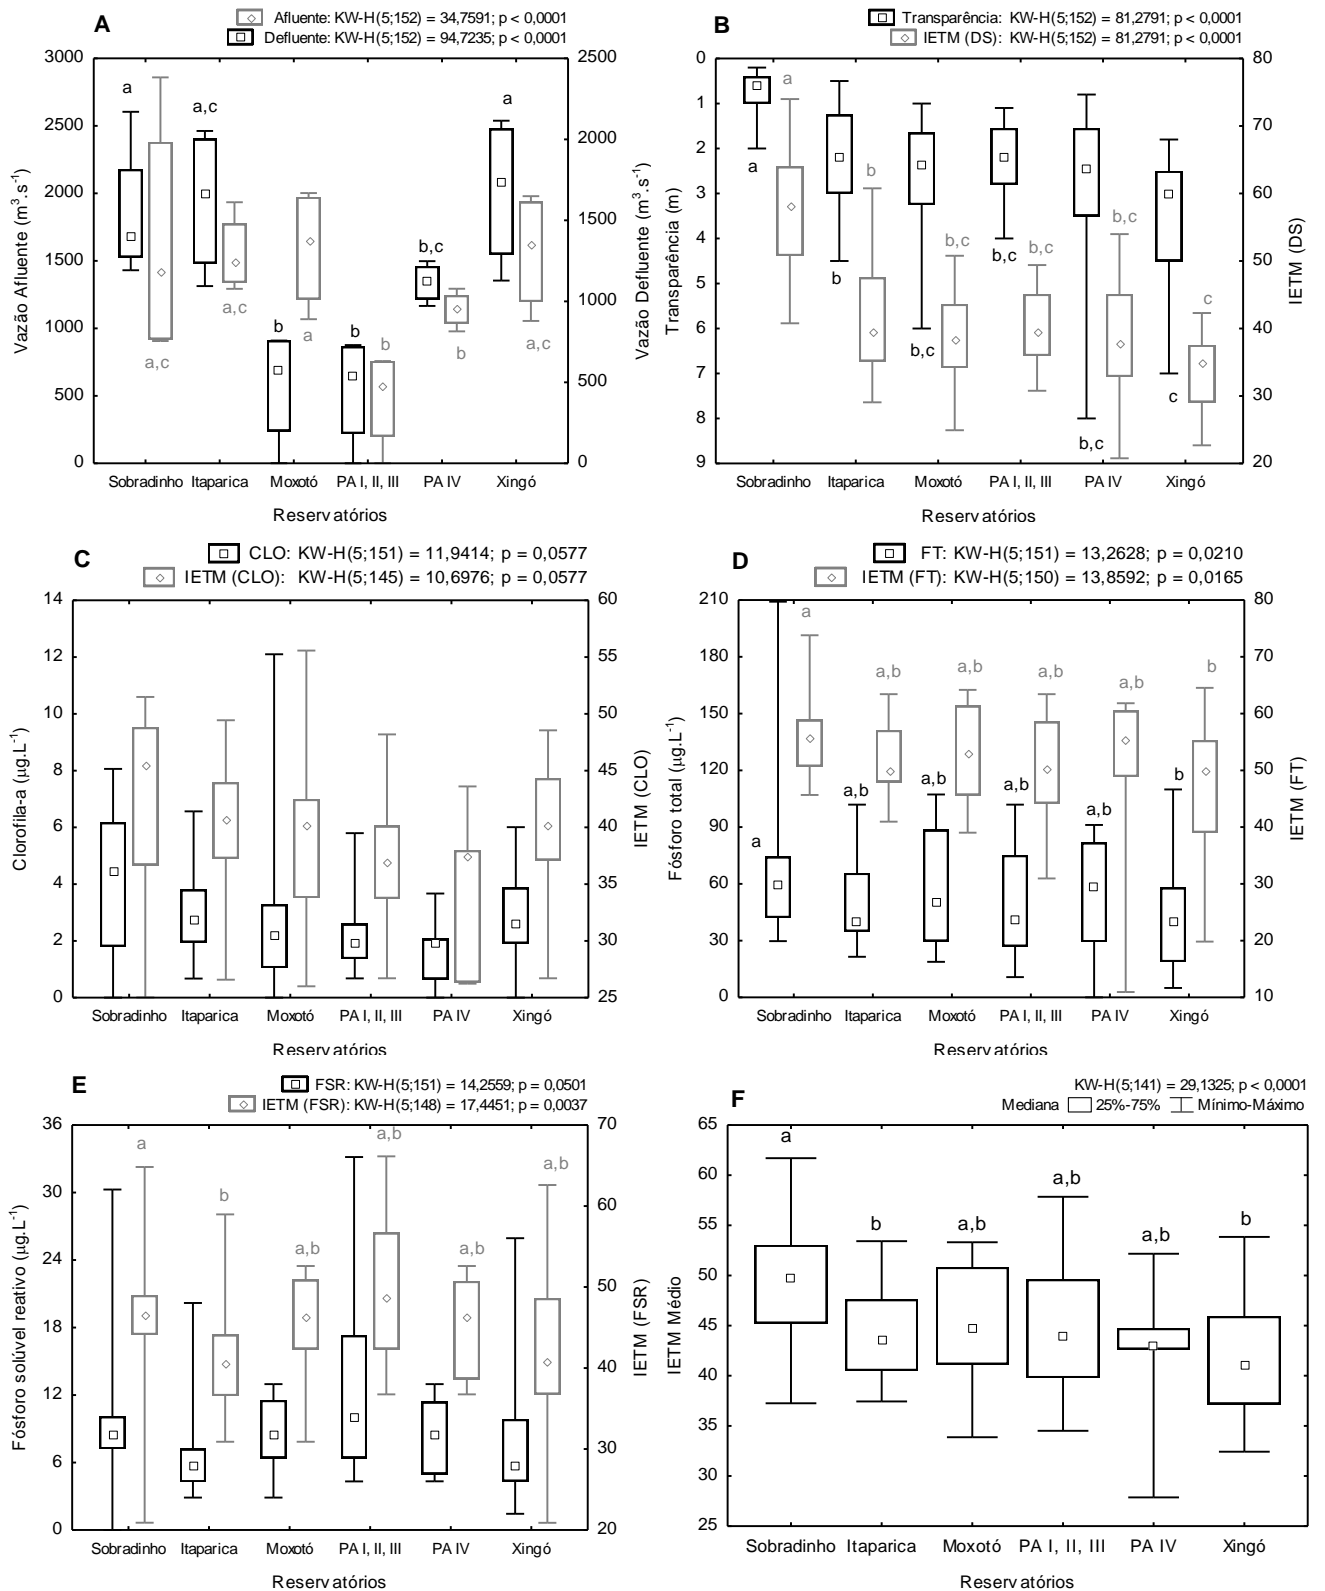 A
Afluente: KW-H(5;152) = 34,7591; p < 0,0001
Defluente: KW-H(5;152) = 94,7235; p < 0,0001
3000
2500
2000
1500
1000
500
0
Vazão Afluente (m³.s⁻¹)
2500
2000
1500
1000
500
0
Vazão Defluente (m³.s⁻¹)
a
a,c
a,c
a,c
b
a
b
b
b,c
b
a
a,c
Sobradinho Itaparica Moxotó PA I, II, III PA IV Xingó
Reservatórios
B
Transparência: KW-H(5;152) = 81,2791; p < 0,0001
IETM (DS): KW-H(5;152) = 81,2791; p < 0,0001
0
1
2
3
4
5
6
7
8
9
Transparência (m)
80
70
60
50
40
30
20
IETM (DS)
a
a
b
b
b,c
b,c
b,c
b,c
b,c
b,c
c
c
Sobradinho Itaparica Moxotó PA I, II, III PA IV Xingó
Reservatórios
C
CLO: KW-H(5;151) = 11,9414; p = 0,0577
IETM (CLO): KW-H(5;145) = 10,6976; p = 0,0577
14
12
10
8
6
4
2
0
Clorofila-a (µg.L⁻¹)
60
55
50
45
40
35
30
25
IETM (CLO)
Sobradinho Itaparica Moxotó PA I, II, III PA IV Xingó
Reservatórios
D
FT: KW-H(5;151) = 13,2628; p = 0,0210
IETM (FT): KW-H(5;150) = 13,8592; p = 0,0165
210
180
150
120
90
60
30
0
Fósforo total (µg.L⁻¹)
80
70
60
50
40
30
20
10
IETM (FT)
a
a
a,b
a,b
a,b
a,b
a,b
a,b
a,b
a,b
b
b
Sobradinho Itaparica Moxotó PA I, II, III PA IV Xingó
Reservatórios
E
FSR: KW-H(5;151) = 14,2559; p = 0,0501
IETM (FSR): KW-H(5;148) = 17,4451; p = 0,0037
36
30
24
18
12
6
0
Fósforo solúvel reativo (µg.L⁻¹)
70
60
50
40
30
20
IETM (FSR)
a
b
a,b
a,b
a,b
a,b
Sobradinho Itaparica Moxotó PA I, II, III PA IV Xingó
Reservatórios
F
KW-H(5;141) = 29,1325; p < 0,0001
Mediana 25%-75% Mínimo-Máximo
65
60
55
50
45
40
35
30
25
IETM Médio
a
b
a,b
a,b
a,b
b
Sobradinho Itaparica Moxotó PA I, II, III PA IV Xingó
Reservatórios